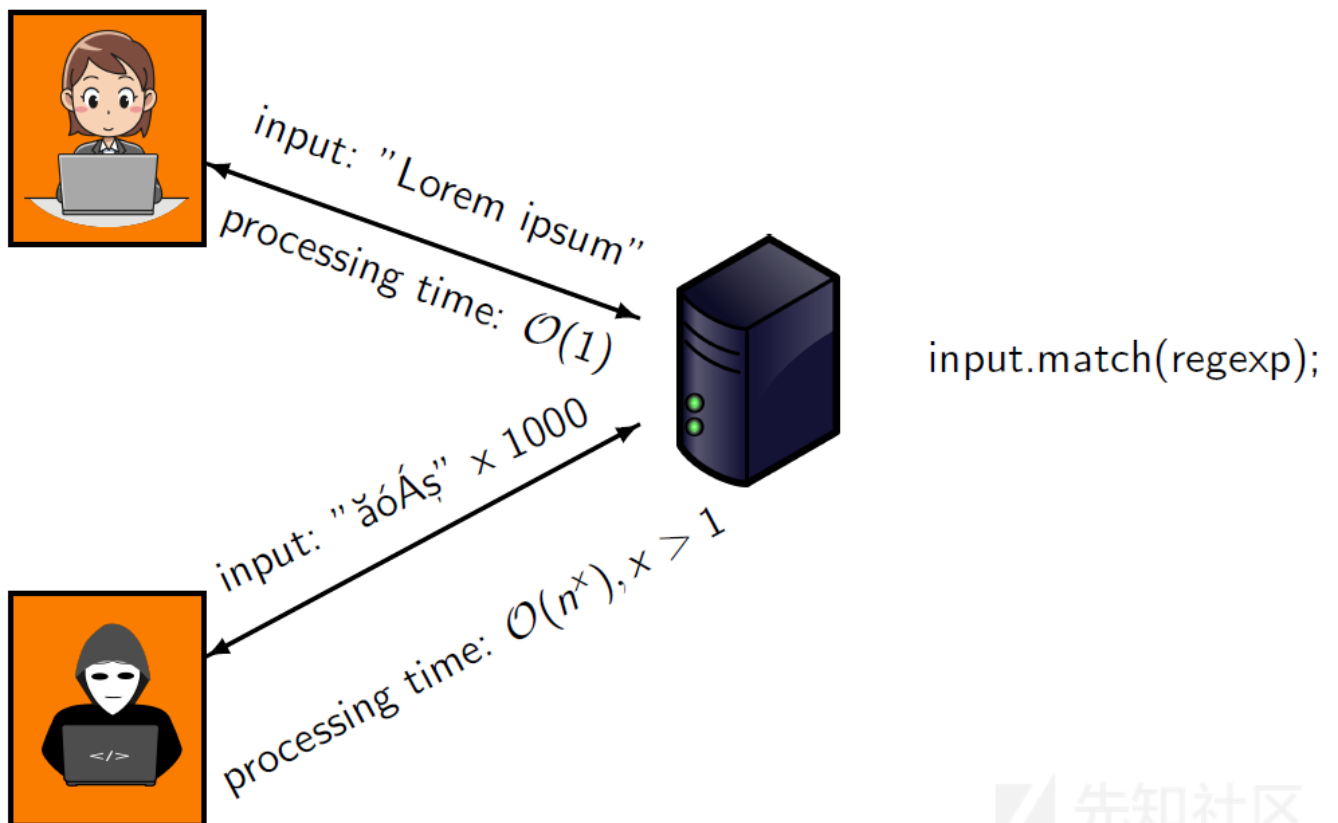 input: ”Lorem ipsum”
processing time: 𝒪(1)
input.match(regexp);
input: ”ăóÁș” x 1000
processing time: 𝒪(nˣ), x > 1
</>
先知社区